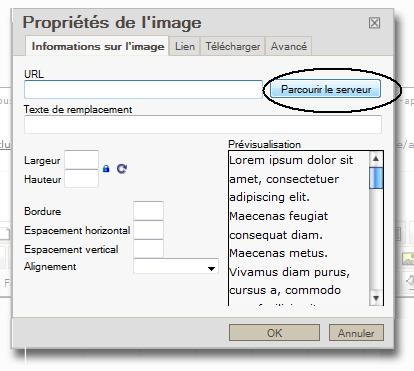 Propriétés de l'image
Informations sur l'image Lien Télécharger Avancé
URL
Parcourir le serveur
Texte de remplacement
Largeur
Hauteur
Bordure
Espacement horizontal
Espacement vertical
Alignement
Prévisualisation
Lorem ipsum dolor sit
amet, consectetuer
adipiscing elit.
Maecenas feugiat
consequat diam.
Maecenas metus.
Vivamus diam purus,
cursus a, commodo
OK Annuler